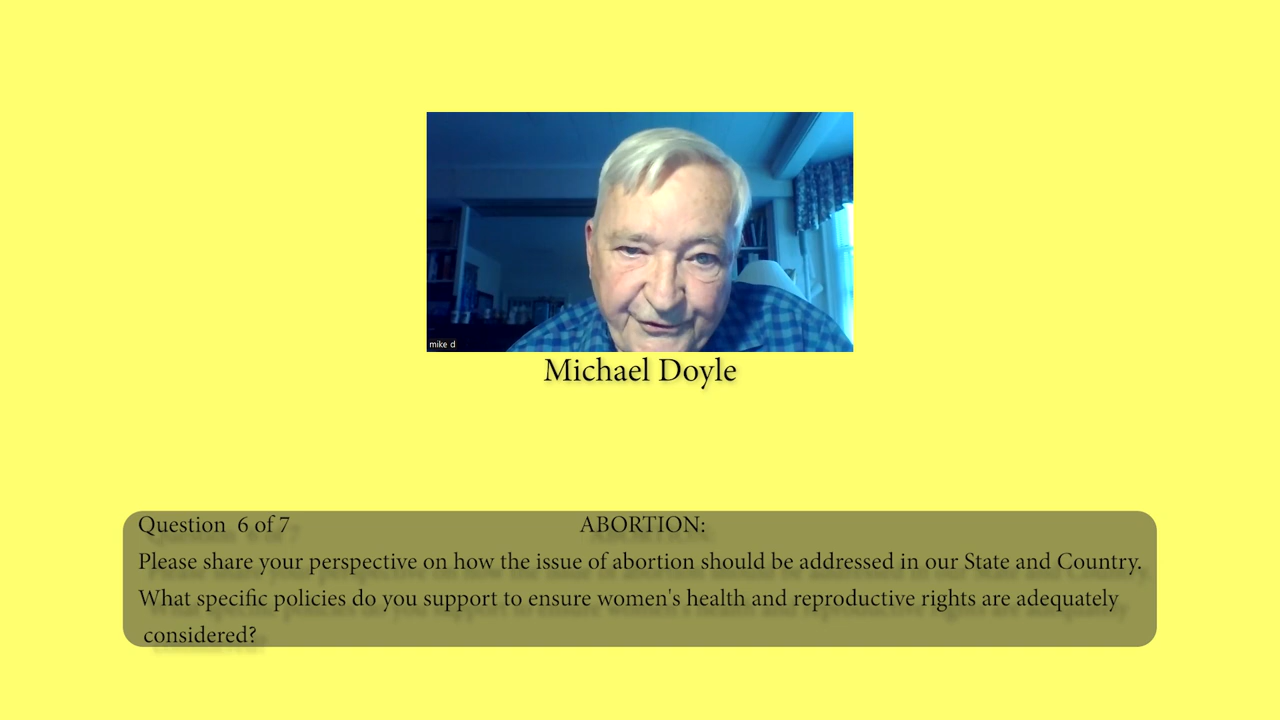 mike d
Michael Doyle
Question 6 of 7 ABORTION:
Please share your perspective on how the issue of abortion should be addressed in our State and Country.
What specific policies do you support to ensure women's health and reproductive rights are adequately
considered?